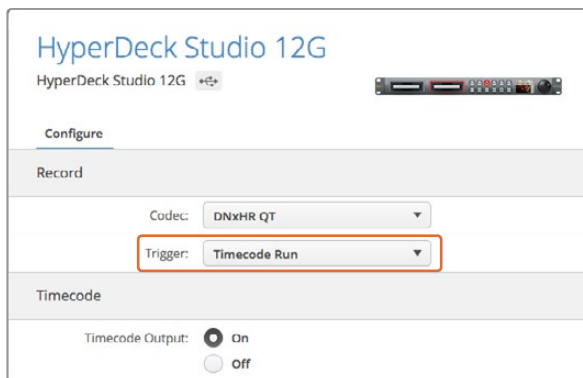 HyperDeck Studio 12G
HyperDeck Studio 12G
Configure
Record
Codec: DNxHR QT
Trigger: Timecode Run
Timecode
Timecode Output: On
Off